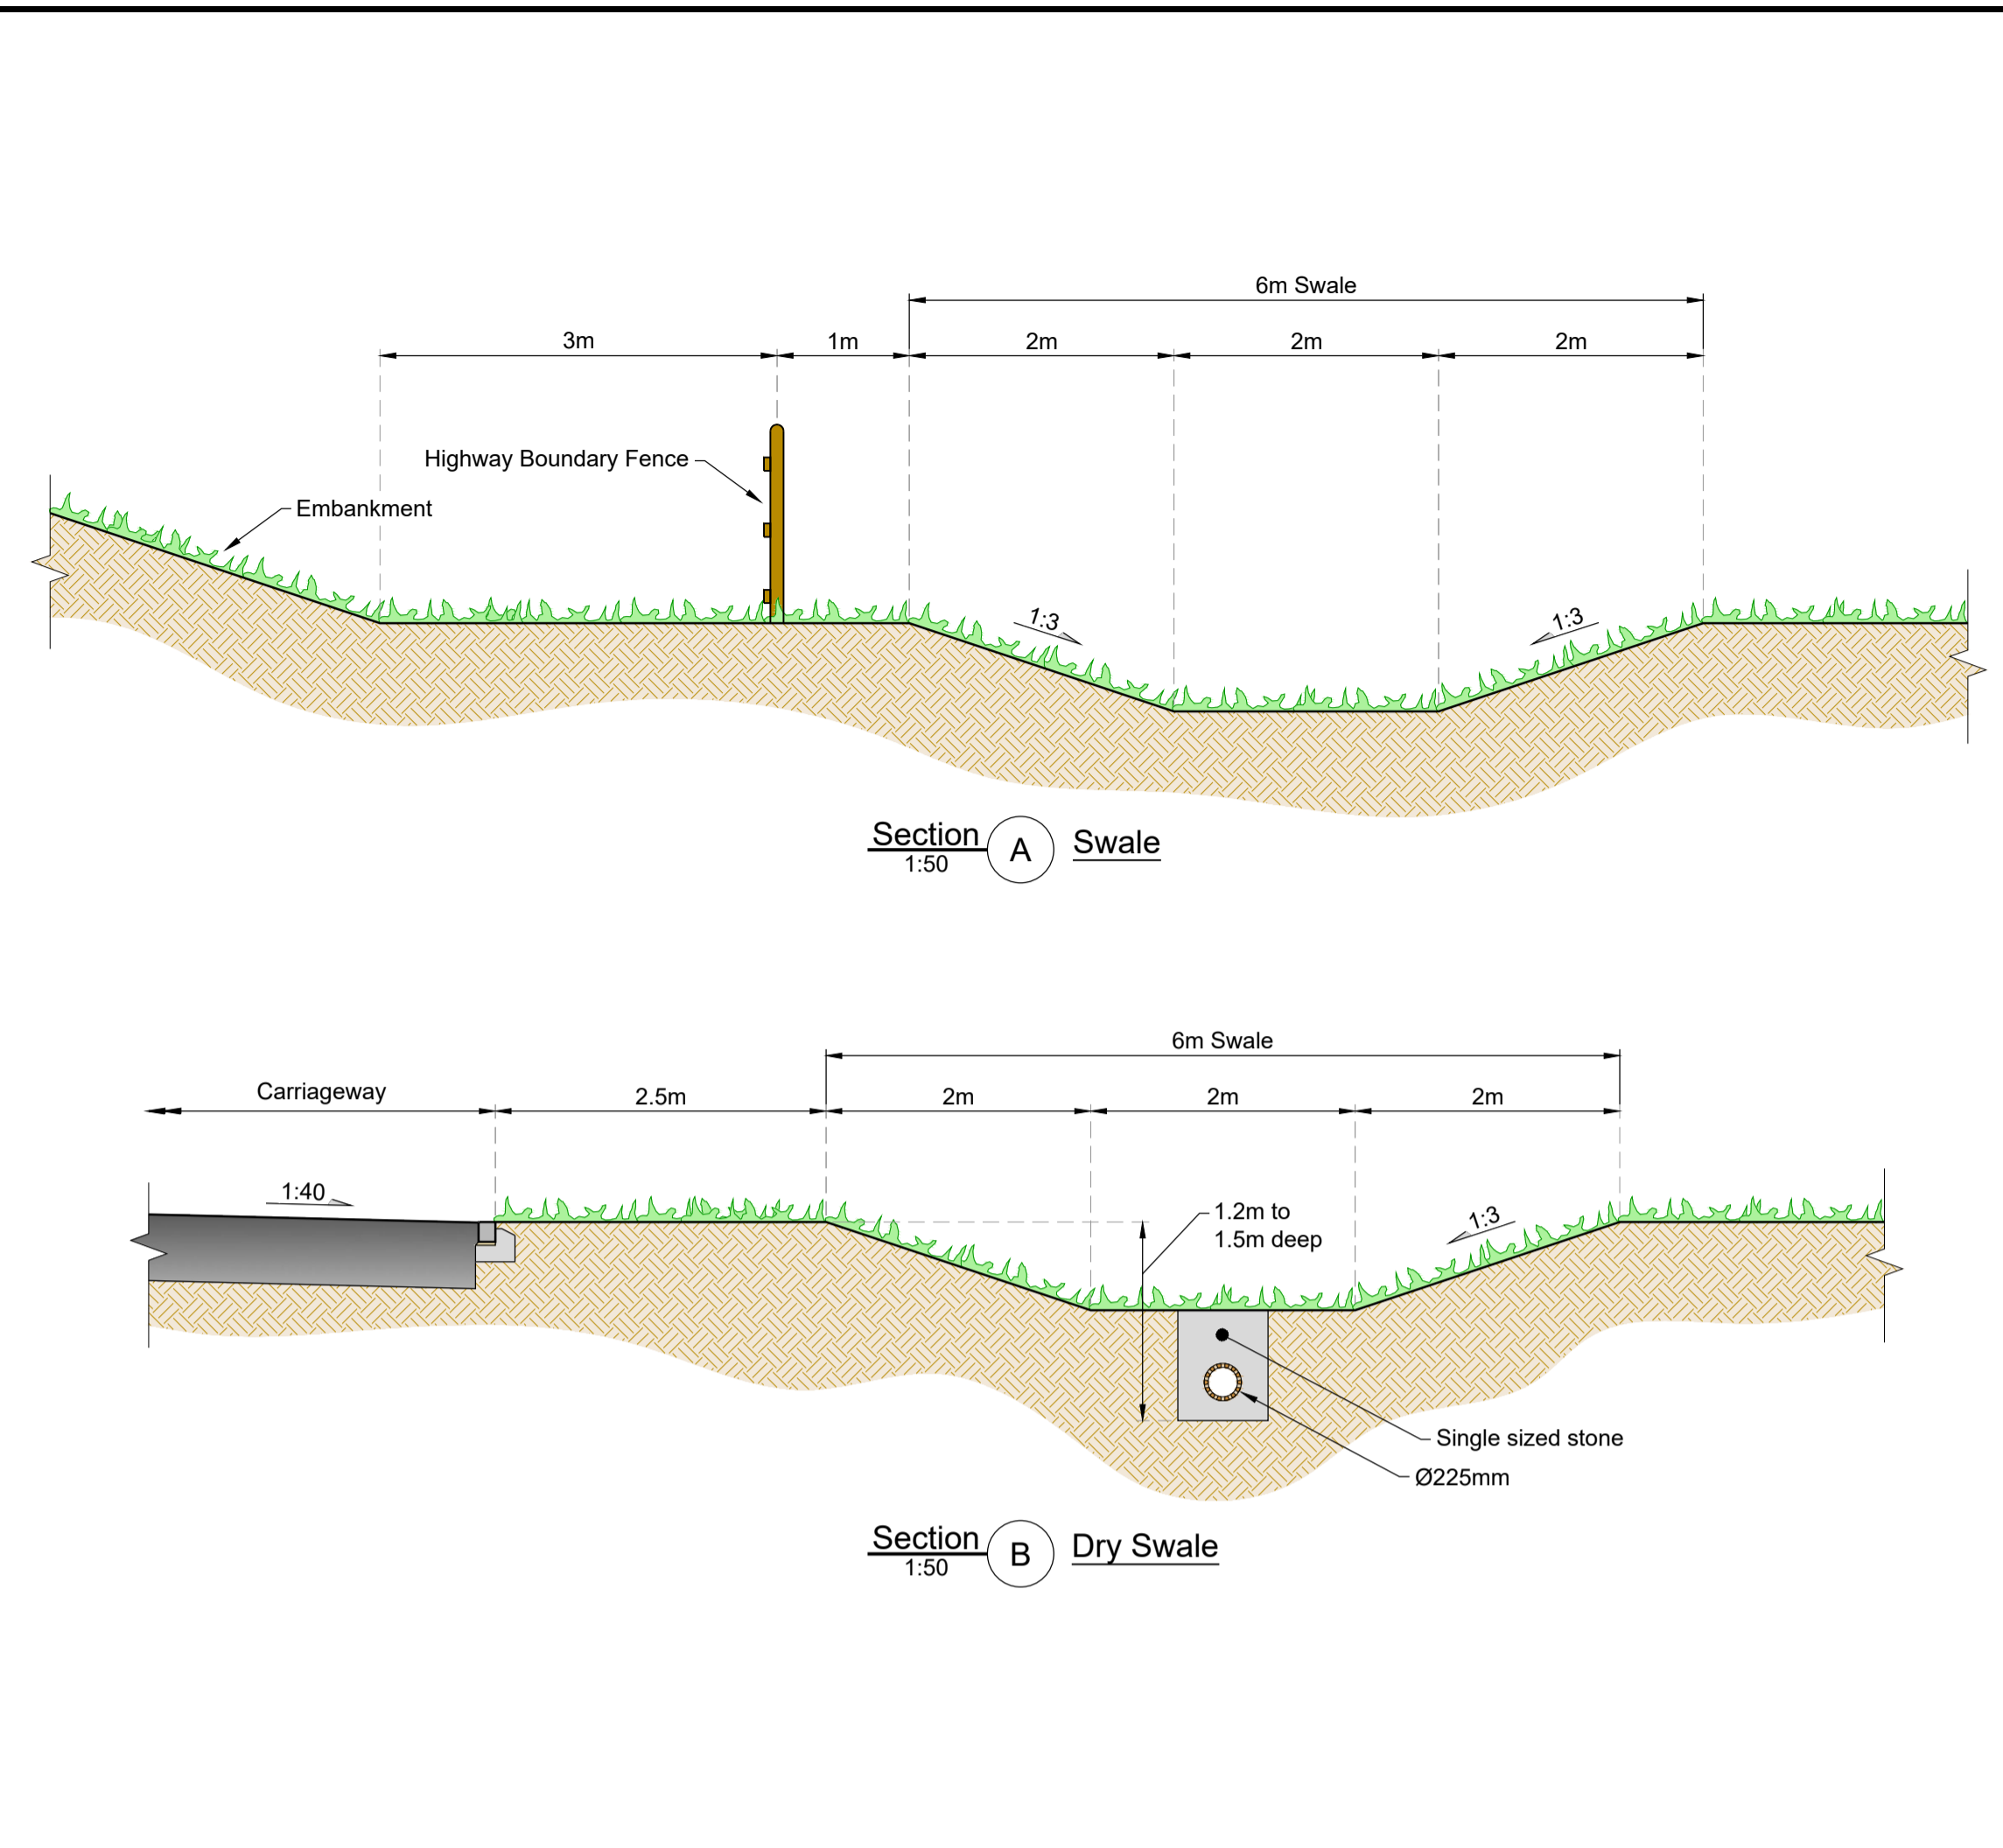 6m Swale
3m
1m
2m
2m
2m
Highway Boundary Fence
Embankment
1:3
1:3
Section A Swale
1:50
6m Swale
Carriageway
2.5m
2m
2m
2m
1:40
1.2m to
1.5m deep
1:3
Single sized stone
Ø225mm
Section B Dry Swale
1:50